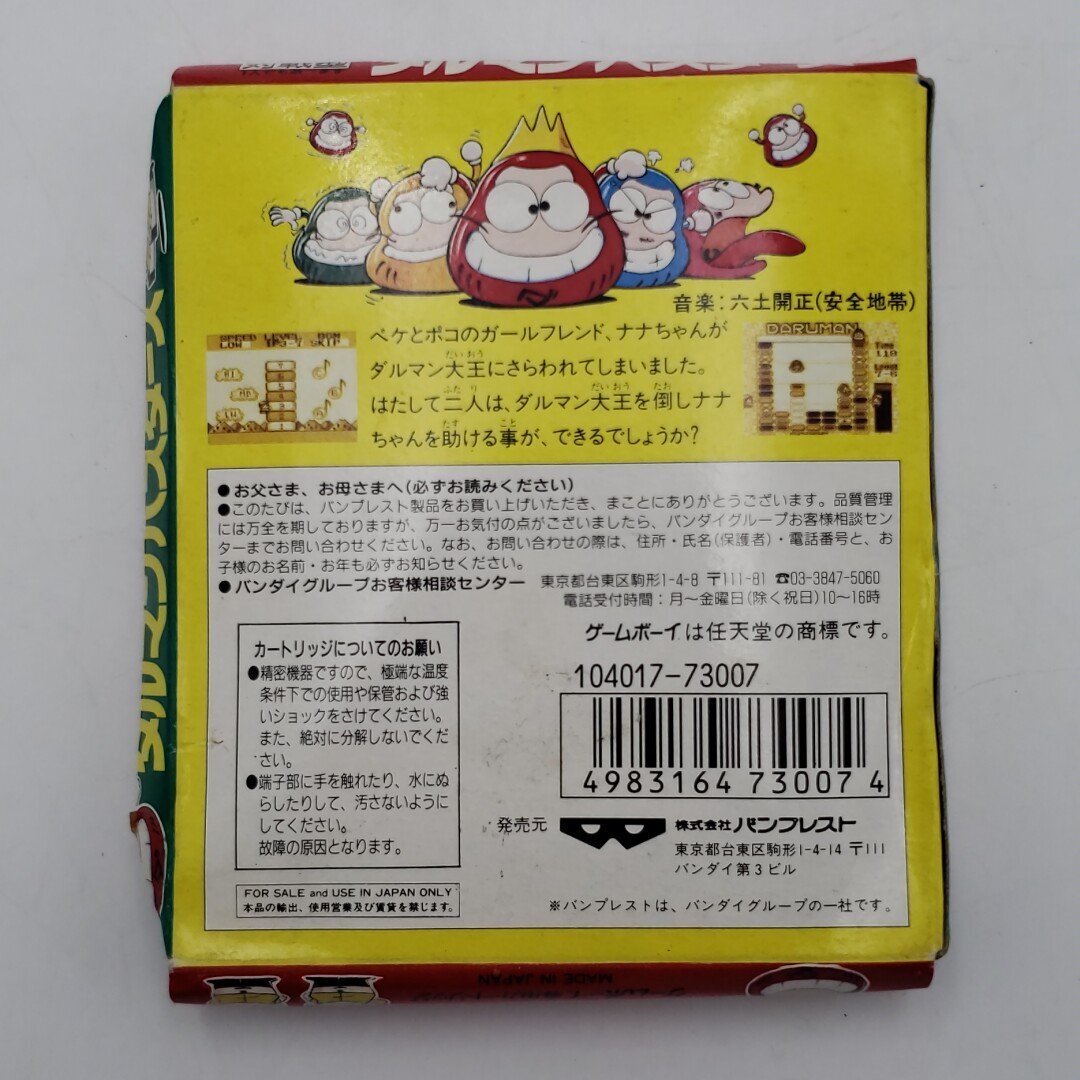 ダルマンバスターズ
音楽：六土開正(安全地帯)
SPEED LEVEL BGM
LOW
SKIP
DARUMAN
Time
118
ペケとポコのガールフレンド、ナナちゃんが
ダルマン大王にさらわれてしまいました。
はたして二人は、ダルマン大王を倒しナナ
ちゃんを助ける事が、できるでしょうか？
●お父さま、お母さまへ(必ずお読みください)
●このたびは、バンプレスト製品をお買い上げいただき、まことにありがとうございます。品質管理
には万全を期しておりますが、万一お気付の点がございましたら、バンダイグループお客様相談セン
ターまでお問い合わせください。なお、お問い合わせの際は、住所・氏名(保護者)・電話番号と、お
子様のお名前・お年も必ずお知らせください。
●バンダイグループお客様相談センター 東京都台東区駒形1-4-8 〒111-81 ☎03-3847-5060
電話受付時間：月～金曜日(除く祝日)10～16時
ゲームボーイは任天堂の商標です。
カートリッジについてのお願い
●精密機器ですので、極端な温度
条件下での使用や保管および強
いショックをさけてください。
また、絶対に分解しないでくだ
さい。
●端子部に手を触れたり、水にぬ
らしたりして、汚さないように
してください。
故障の原因となります。
FOR SALE and USE IN JAPAN ONLY
本品の輸出、使用営業及び賃貸を禁じます。
104017-73007
4983164 730074
発売元 株式会社 バンプレスト
東京都台東区駒形1-4-14 〒111
バンダイ第3ビル
※バンプレストは、バンダイグループの一社です。
MADE IN JAPAN
ダルマンバスターズ